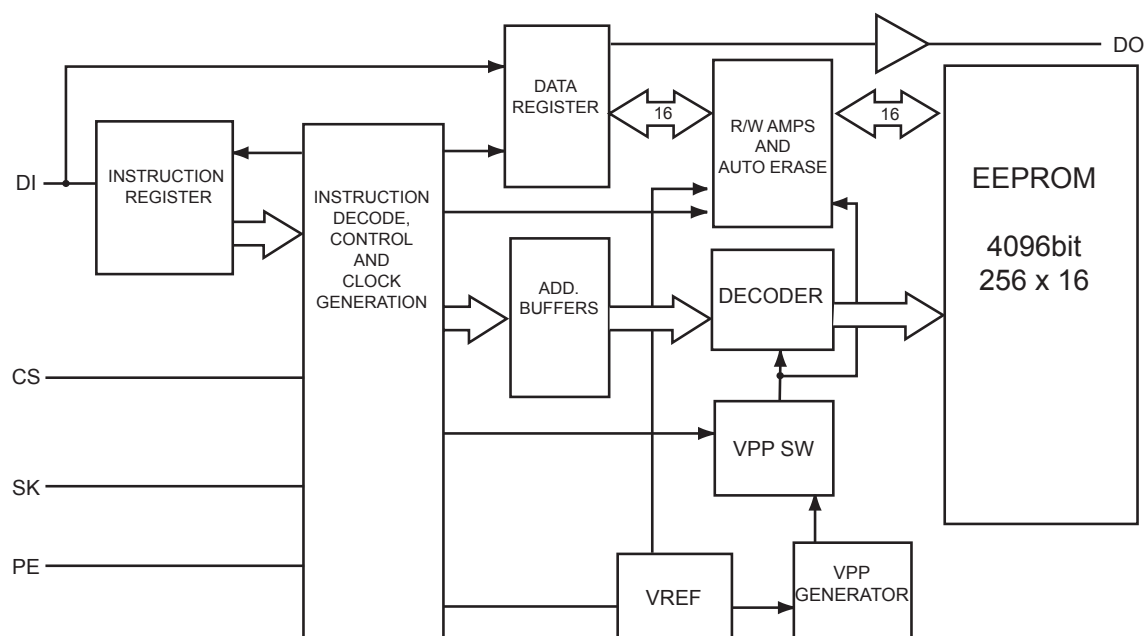 DO
DATA
REGISTER
16
R/W AMPS
AND
AUTO ERASE
16
EEPROM
4096bit
256 x 16
DI
INSTRUCTION
REGISTER
INSTRUCTION
DECODE,
CONTROL
AND
CLOCK
GENERATION
ADD.
BUFFERS
DECODER
CS
VPP SW
SK
PE
VREF
VPP
GENERATOR